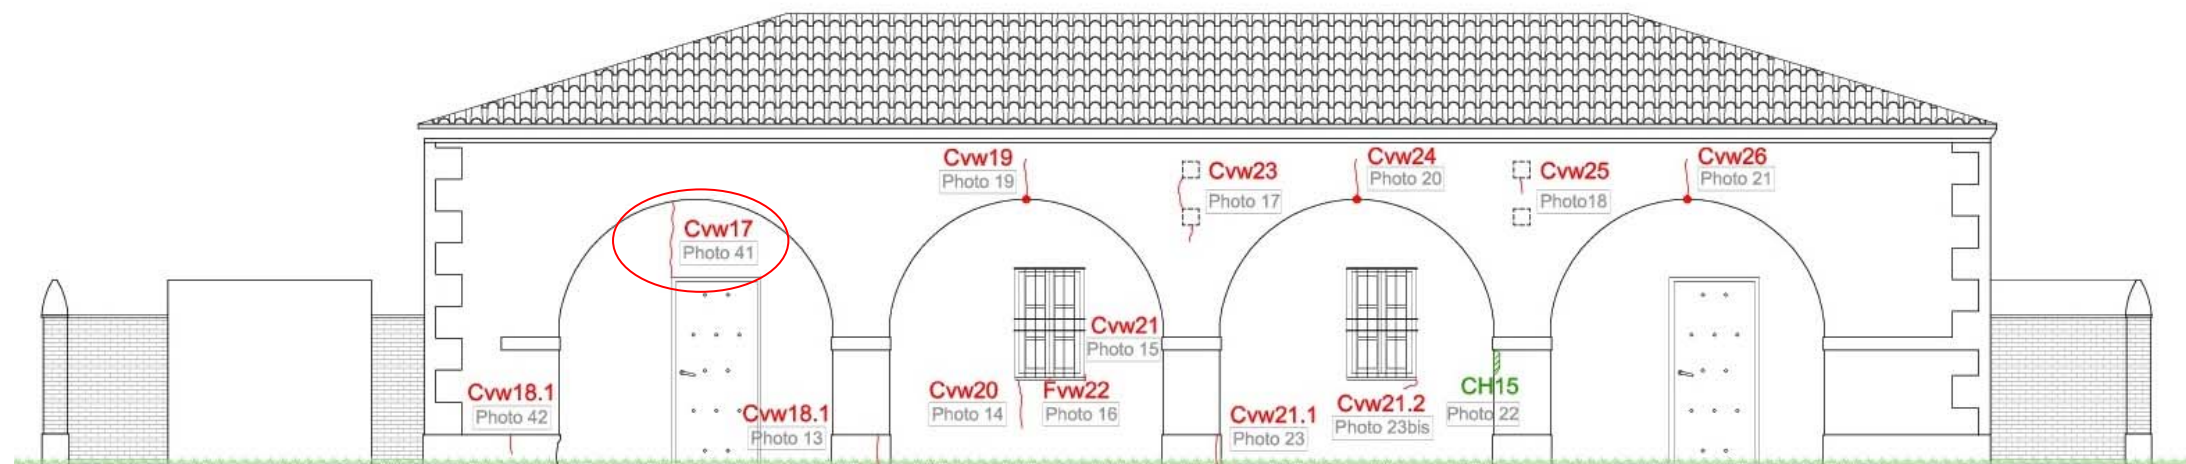 Cvw19
Photo 19
Cvw23
Photo 17
Cvw24
Photo 20
Cvw25
Photo18
Cvw26
Photo 21
Cvw17
Photo 41
Cvw21
Photo 15
Cvw18.1
Photo 42
Cvw18.1
Photo 13
Cvw20
Photo 14
Fvw22
Photo 16
Cvw21.1
Photo 23
Cvw21.2
Photo 23bis
CH15
Photo 22